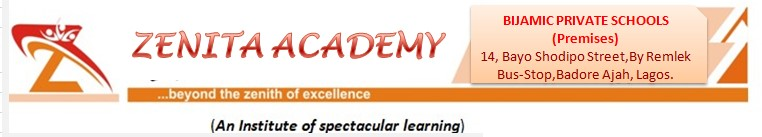 ZENITA ACADEMY
...beyond the zenith of excellence
BIJAMIC PRIVATE SCHOOLS
(Premises)
14, Bayo Shodipo Street,By Remlek
Bus-Stop,Badore Ajah, Lagos.
(An Institute of spectacular learning)